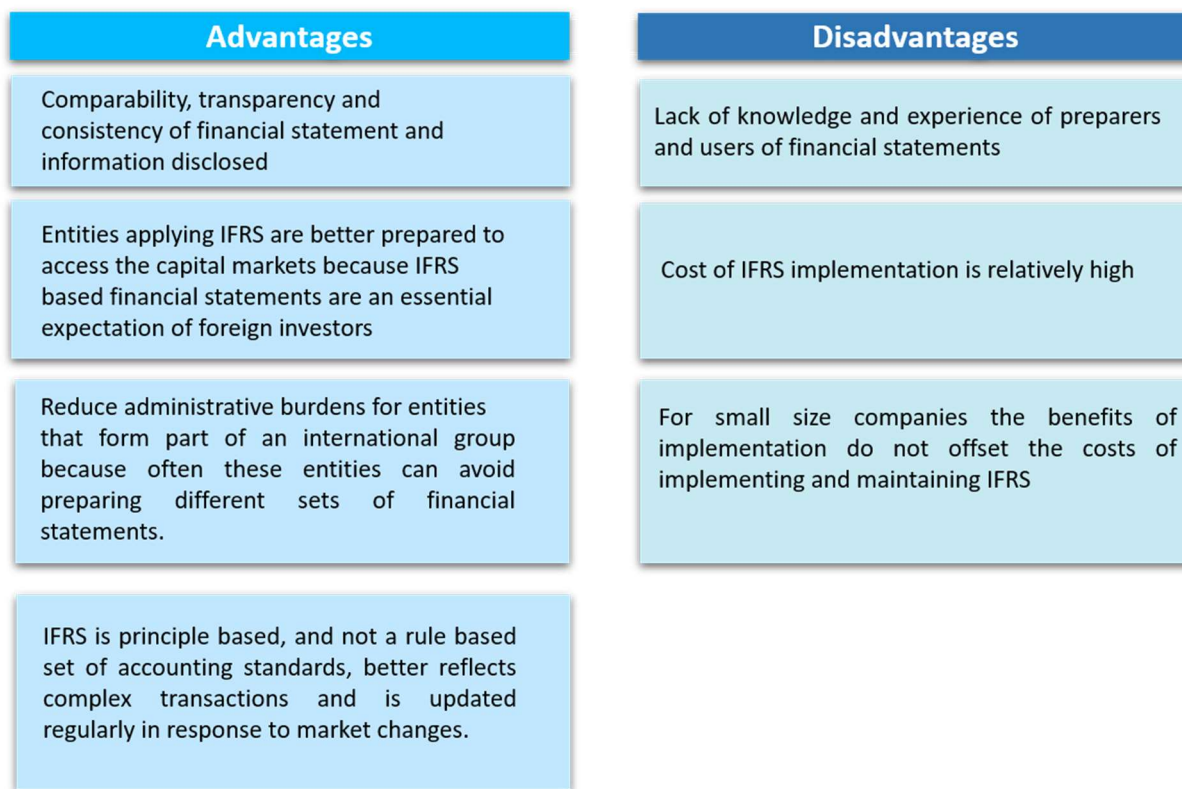 Advantages
Comparability, transparency and
consistency of financial statement and
information disclosed
Entities applying IFRS are better prepared to
access the capital markets because IFRS
based financial statements are an essential
expectation of foreign investors
Reduce administrative burdens for entities
that form part of an international group
because often these entities can avoid
preparing different sets of financial
statements.
IFRS is principle based, and not a rule based
set of accounting standards, better reflects
complex transactions and is updated
regularly in response to market changes.
Disadvantages
Lack of knowledge and experience of preparers
and users of financial statements
Cost of IFRS implementation is relatively high
For small size companies the benefits of
implementation do not offset the costs of
implementing and maintaining IFRS